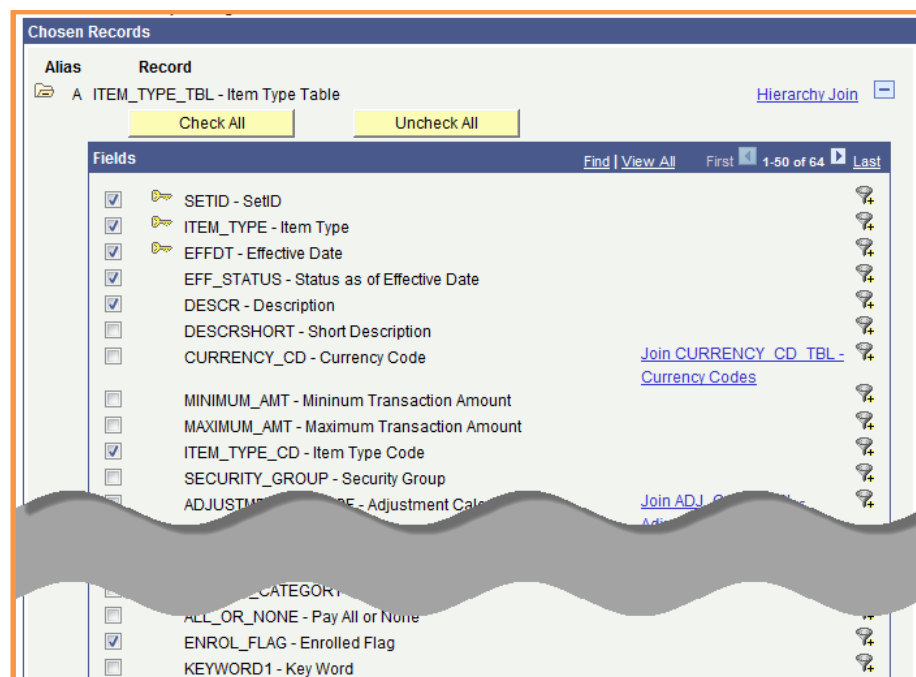 Chosen Records
Alias Record
A ITEM_TYPE_TBL - Item Type Table Hierarchy Join
Check All Uncheck All
Fields Find | View All First 1-50 of 64 Last
SETID - SetID
ITEM_TYPE - Item Type
EFFDT - Effective Date
EFF_STATUS - Status as of Effective Date
DESCR - Description
DESCRSHORT - Short Description
CURRENCY_CD - Currency Code Join CURRENCY_CD_TBL -
Currency Codes
MINIMUM_AMT - Mininum Transaction Amount
MAXIMUM_AMT - Maximum Transaction Amount
ITEM_TYPE_CD - Item Type Code
SECURITY_GROUP - Security Group
- Adjustment Join ADJ
CATEGORY
ALL_OR_NONE - Pay All or None
ENROL_FLAG - Enrolled Flag
KEYWORD1 - Key Word